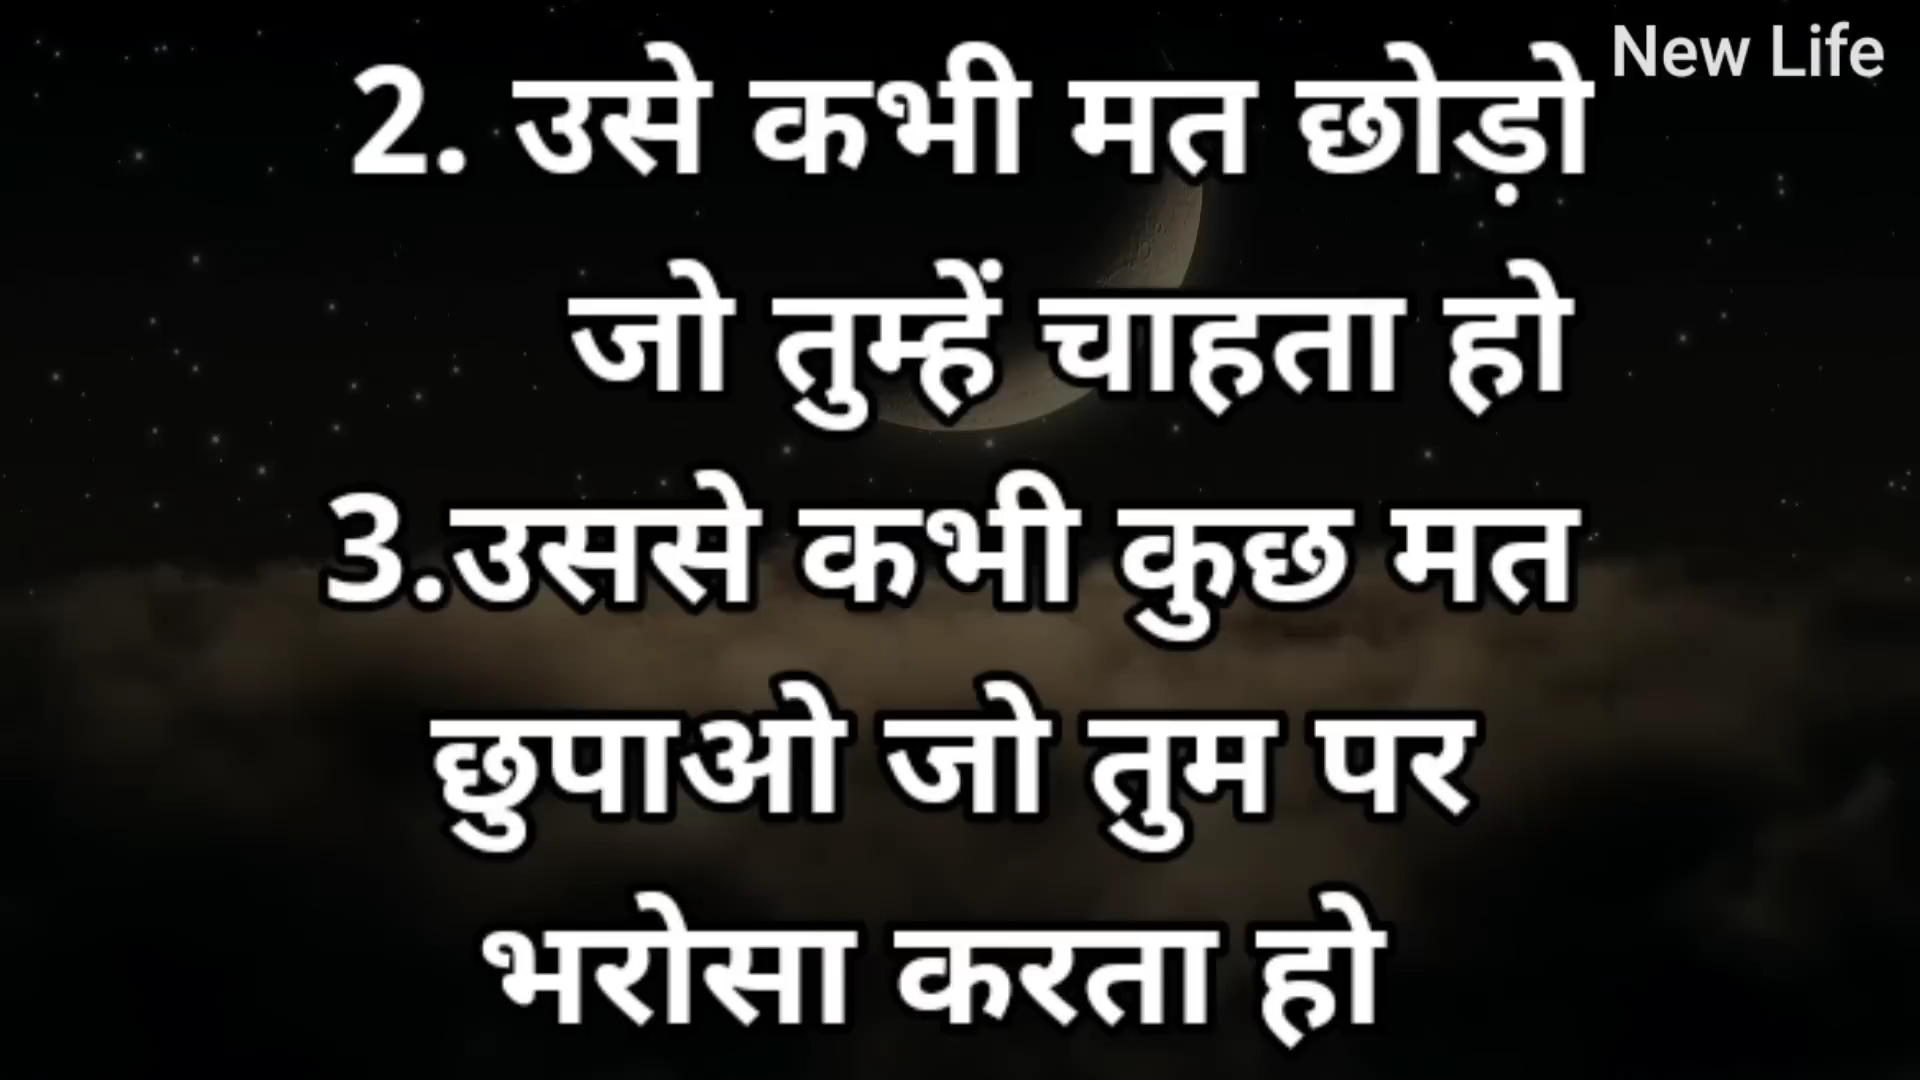 New Life
2. उसे कभी मत छोड़ो
जो तुम्हें चाहता हो
3.उससे कभी कुछ मत
छुपाओ जो तुम पर
भरोसा करता हो